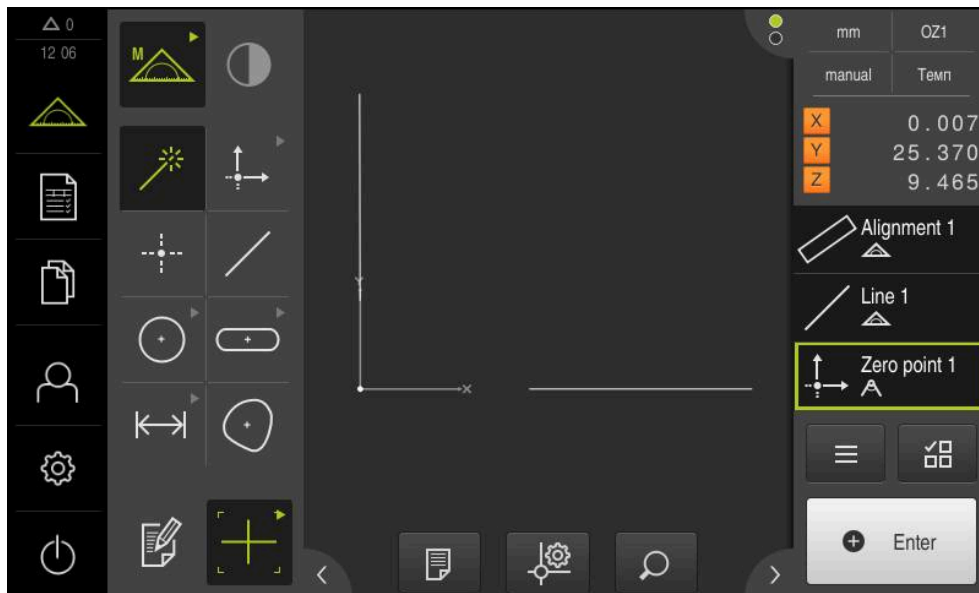 0
12 06
M
mm
OZ1
manual
Темп
X 0.007
Y 25.370
Z 9.465
Alignment 1
Line 1
Zero point 1
Y
X
Enter